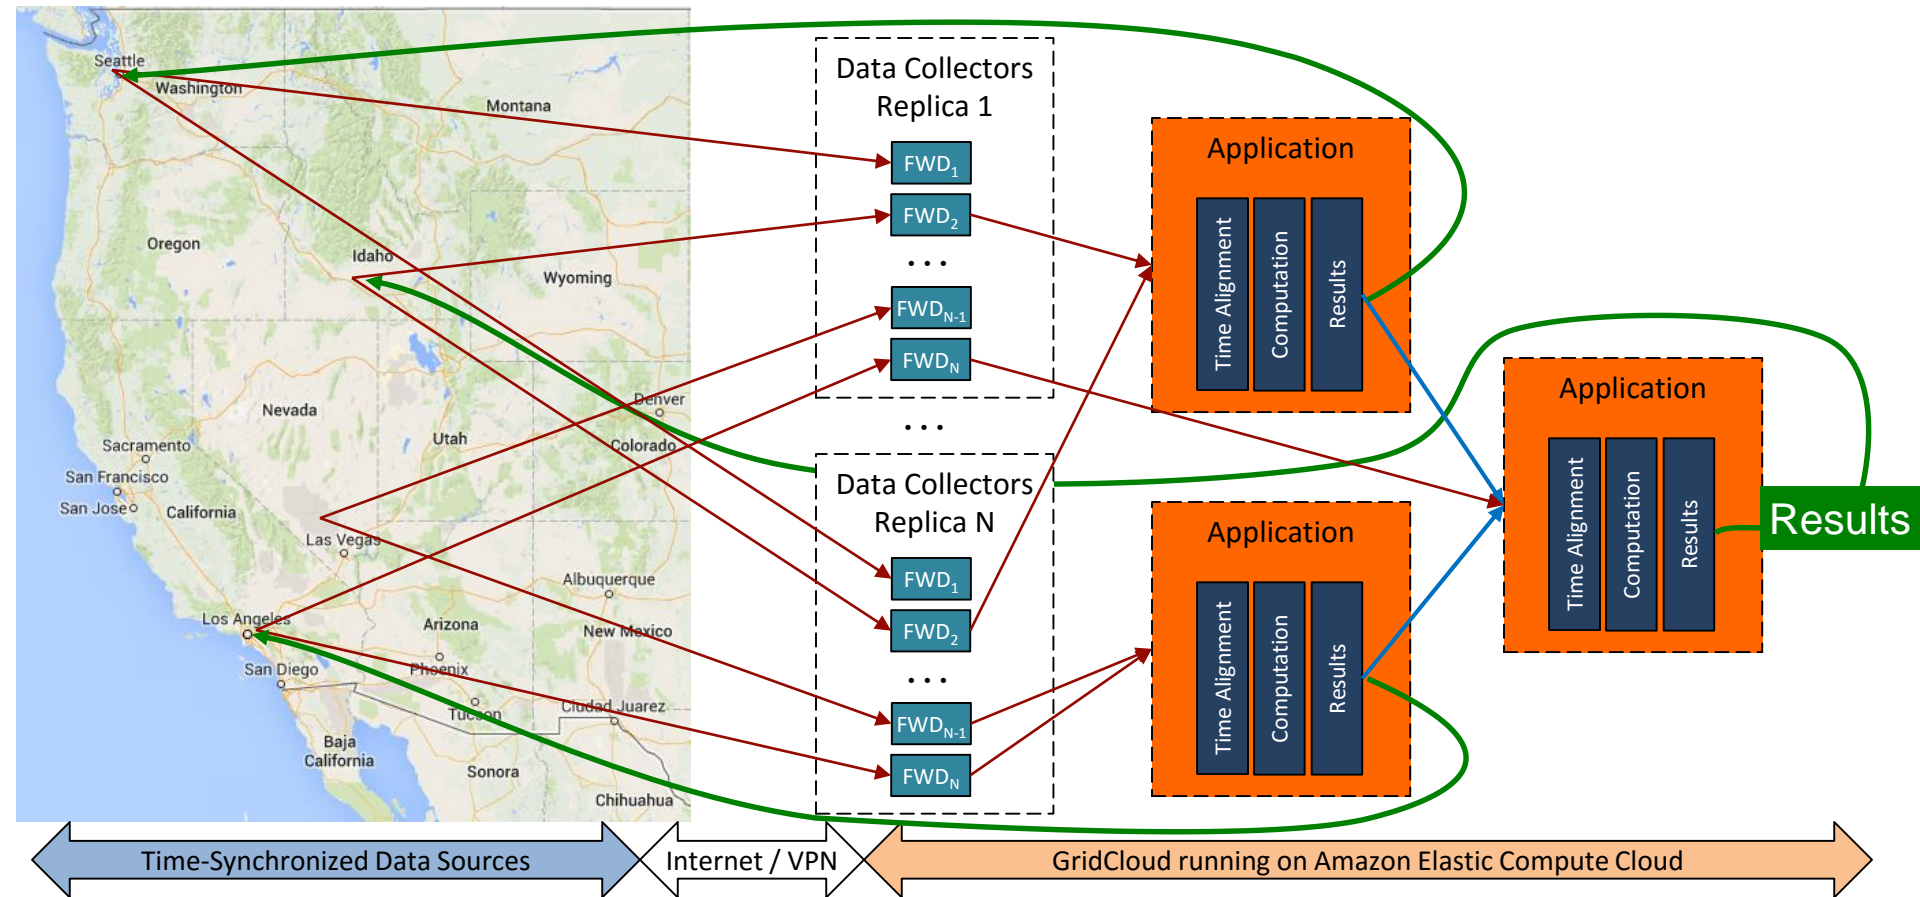 Seattle
Washington
Montana
Oregon
Idaho
Wyoming
Nevada
Utah
Denver
Colorado
Sacramento
San Francisco
San Jose
California
Las Vegas
Los Angeles
San Diego
Arizona
Phoenix
Tucson
Albuquerque
New Mexico
Ciudad Juarez
Baja
California
Sonora
Chihuahua
Data Collectors
Replica 1
FWD1
FWD2
...
FWDN-1
FWDN
...
Data Collectors
Replica N
FWD1
FWD2
...
FWDN-1
FWDN
Application
Time Alignment
Computation
Results
Application
Time Alignment
Computation
Results
Application
Time Alignment
Computation
Results
Results
Time-Synchronized Data Sources
Internet / VPN
GridCloud running on Amazon Elastic Compute Cloud